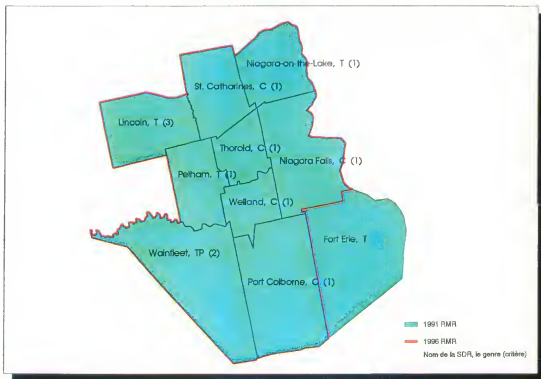 Niagara-on-the-Lake, T (1)
St. Catharines, C (1)
Lincoln, T (3)
Thorold, C (1)
Niagara Falls, C (1)
Pelham, T (1)
Welland, C (1)
Fort Erie, T
Wainfleet, TP (2)
Port Colborne, C (1)
1991 RMR
1996 RMR
Nom de la SDR, le genre (critère)